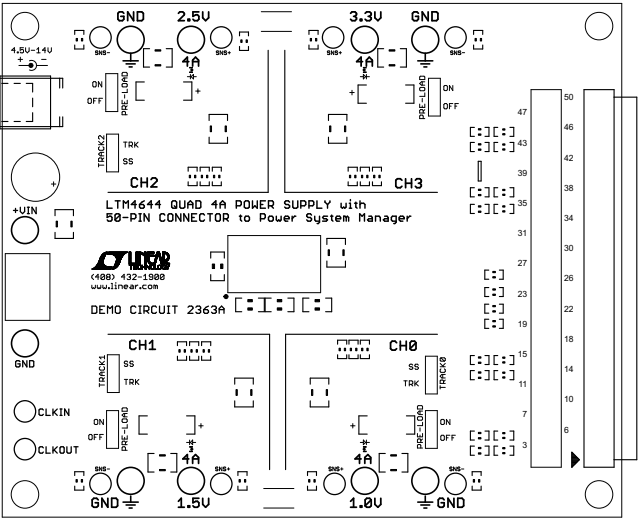 GND 2.5V 3.3V GND
SNS- SNS+ SNS+ SNS-
4.5V-14V
+ -
4A 4A
ON
OFF
PRE-LOAD
+
+
ON
OFF
PRE-LOAD
TRACK2
TRK
SS
CH2 CH3
+
+VIN
LTM4644 QUAD 4A POWER SUPPLY with
50-PIN CONNECTOR to Power System Manager
LINEAR
TECHNOLOGY
(408) 432-1900
www.linear.com
DEMO CIRCUIT 2363A
GND
CH1 CH0
TRACK1
SS
TRK
SS
TRK
TRACK0
CLKIN
ON
OFF
PRE-LOAD
+
+
ON
OFF
PRE-LOAD
CLKOUT
4A 4A
SNS- SNS+ SNS+ SNS-
GND 1.5V 1.0V GND
50
47
46
43
42
39
38
35
34
31
30
27
26
23
22
19
18
15
14
11
10
7
6
3